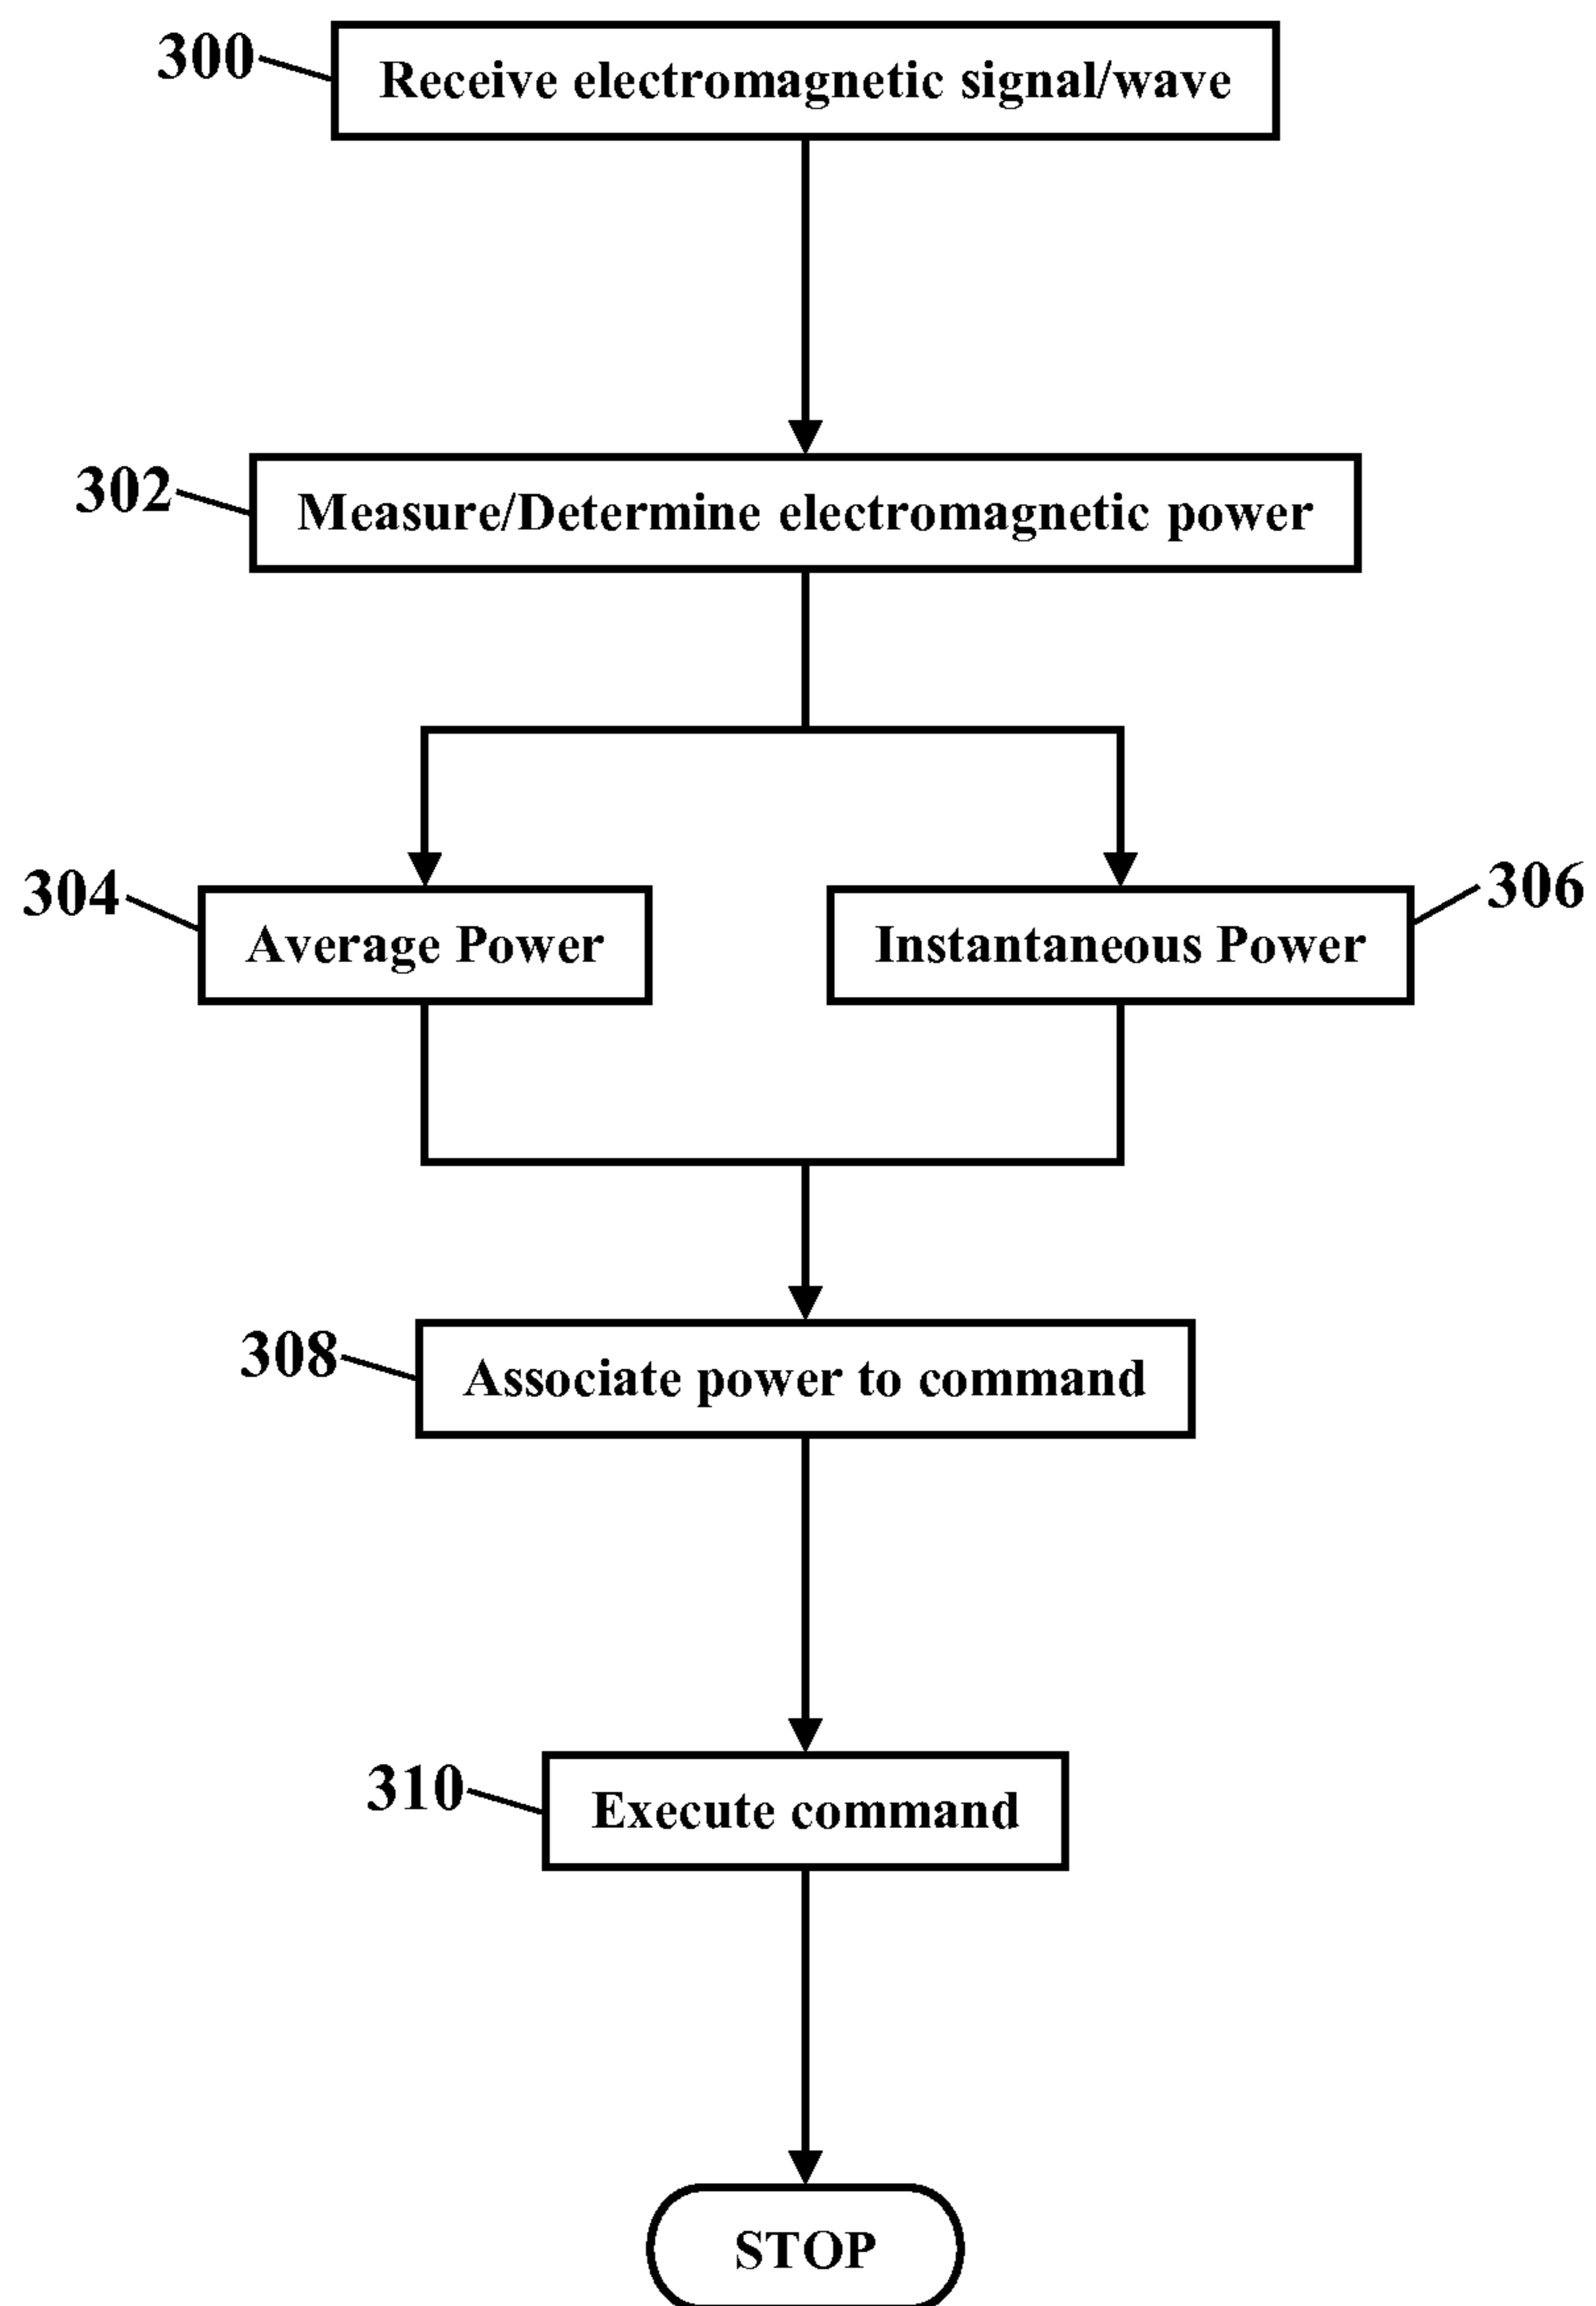 300
Receive electromagnetic signal/wave
302
Measure/Determine electromagnetic power
304
Average Power
Instantaneous Power
306
308
Associate power to command
310
Execute command
STOP